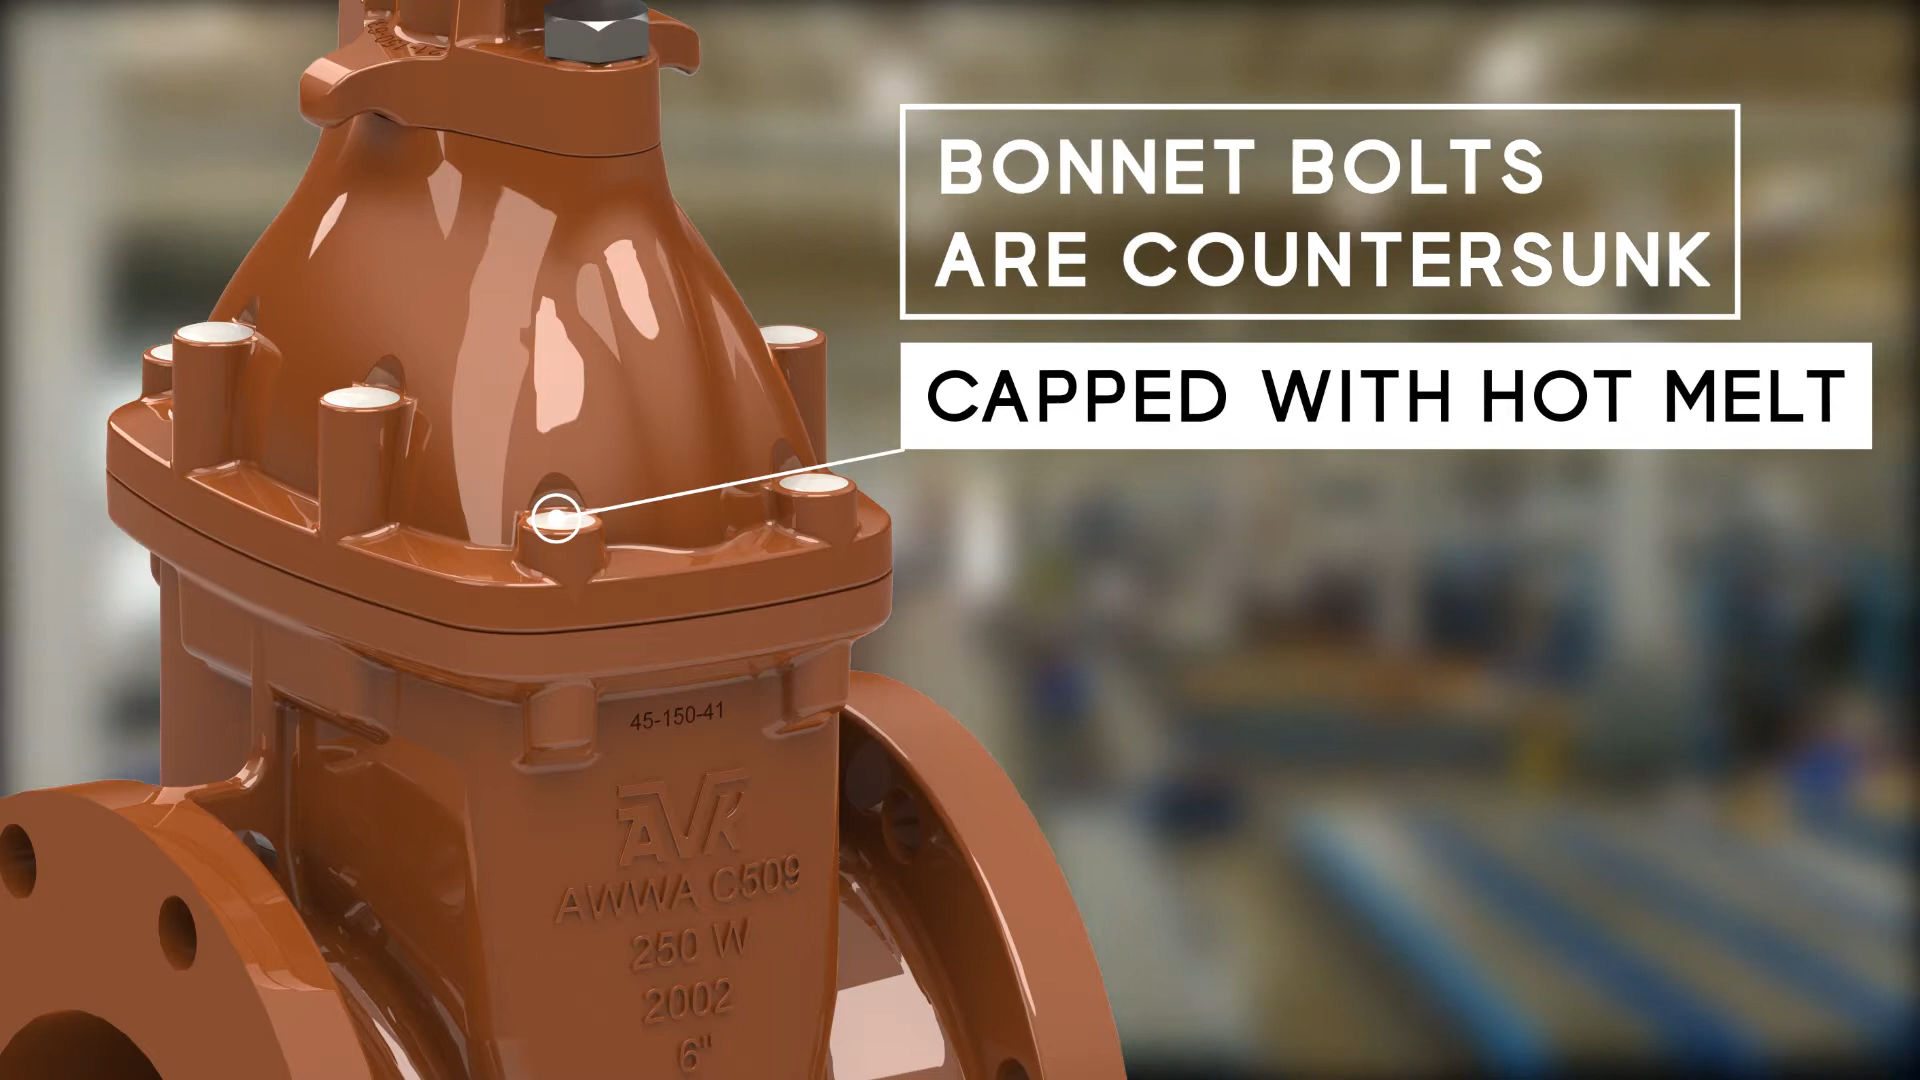 BONNET BOLTS
ARE COUNTERSUNK
CAPPED WITH HOT MELT
45-150-41
AVK
AWWA C509
250 W
2002
6"